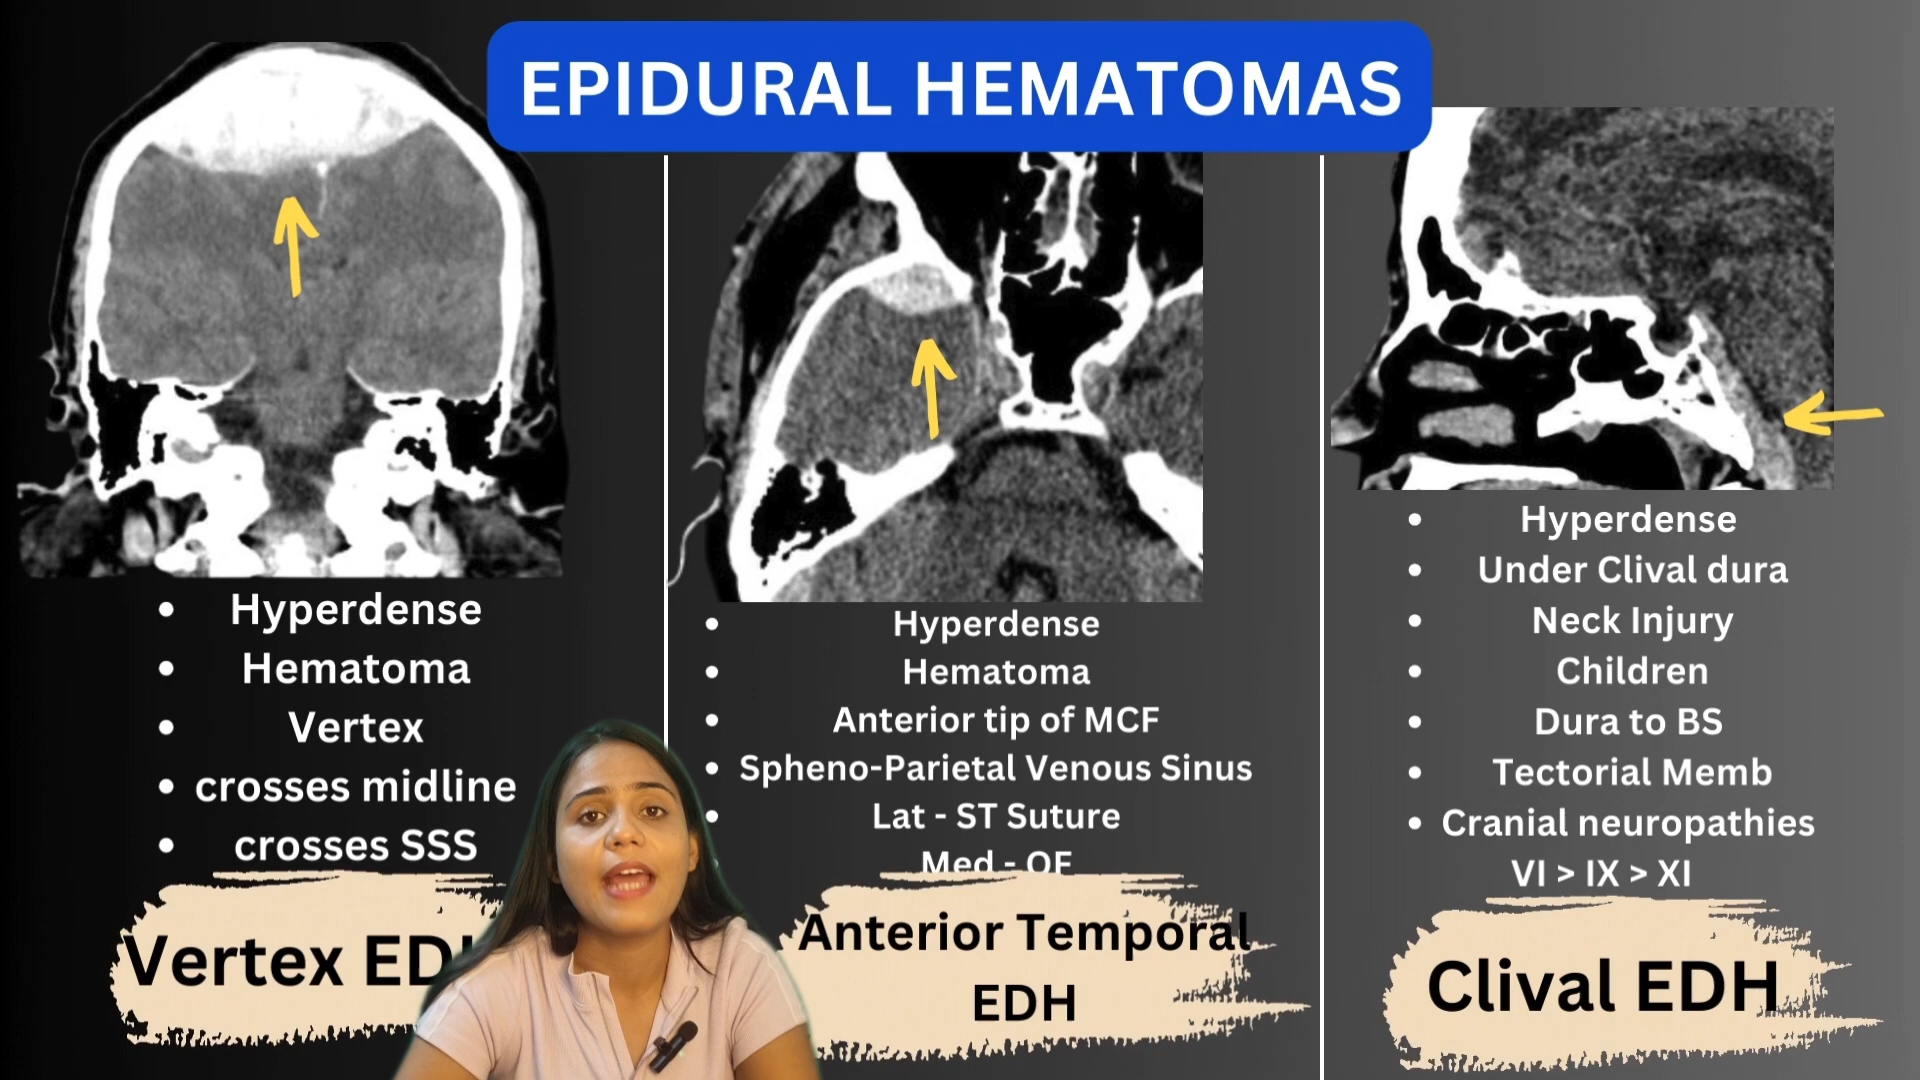 EPIDURAL HEMATOMAS
• Hyperdense
• Hematoma
• Vertex
• crosses midline
• crosses SSS
Vertex
• Hyperdense
• Hematoma
• Anterior tip of MCF
• Spheno-Parietal Venous Sinus
• Lat - ST Suture
Med - OF
Anterior Temporal
EDH
• Hyperdense
• Under Clival dura
• Neck Injury
• Children
• Dura to BS
• Tectorial Memb
• Cranial neuropathies
VI > IX > XI
Clival EDH